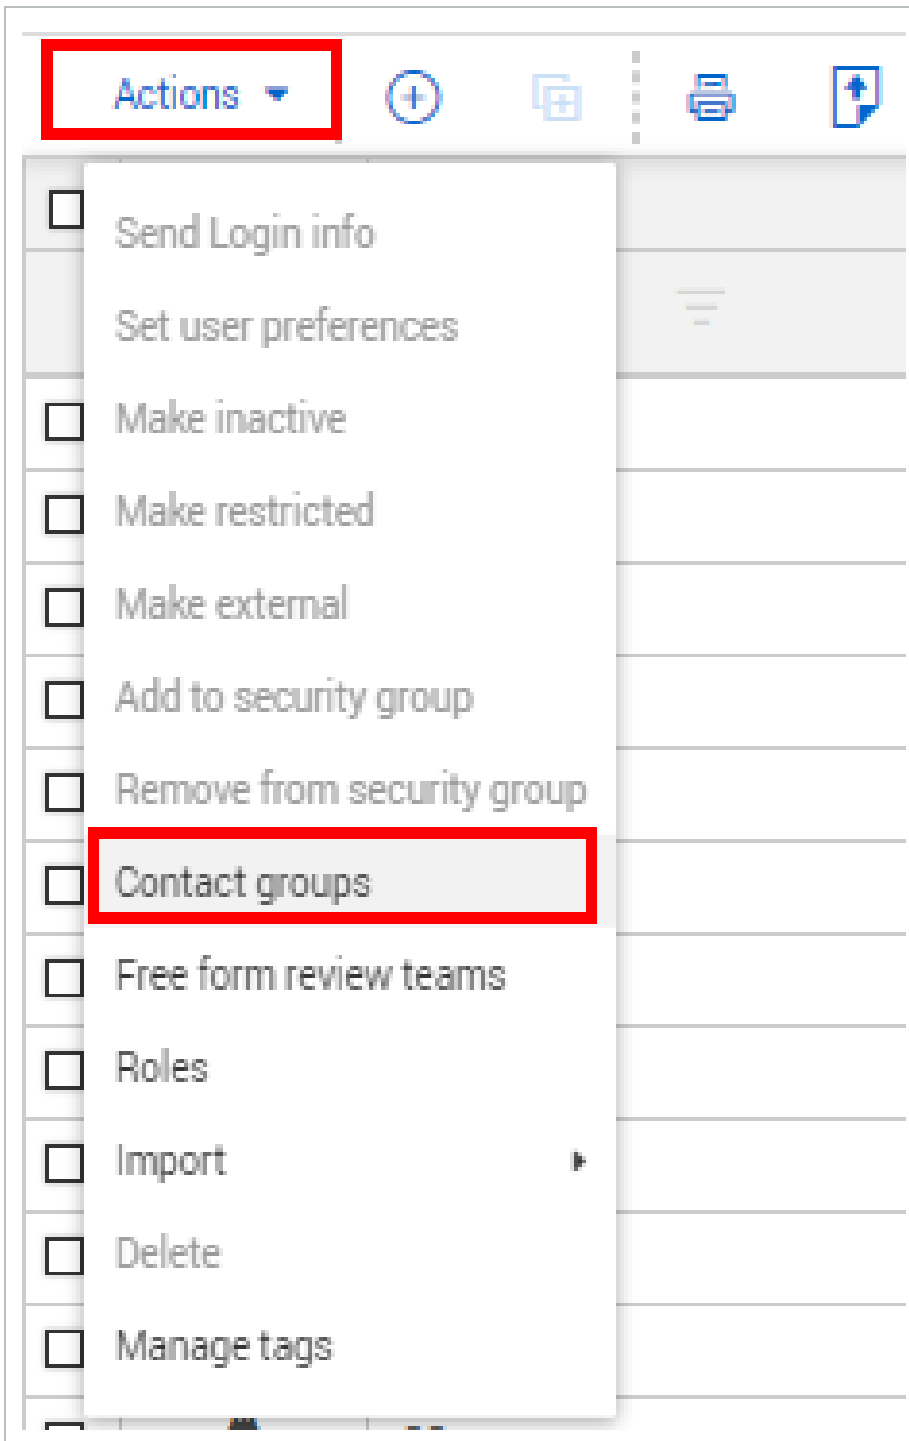 Actions
Send Login info
Set user preferences
Make inactive
Make restricted
Make external
Add to security group
Remove from security group
Contact groups
Free form review teams
Roles
Import
Delete
Manage tags